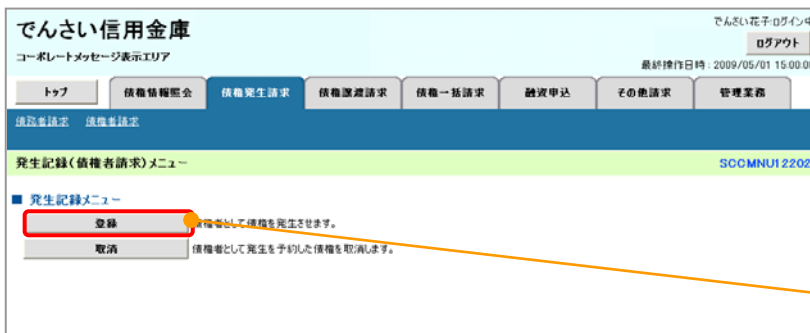 でんさい信用金庫
でんさい花子:ログイン中
ログアウト
コーポレートメッセージ表示エリア
最終操作日時:2009/05/01 15:00:00
トップ 債権情報照会 債権発生請求 債権譲渡請求 債権一括請求 融資申込 その他請求 管理業務
債務者請求 債権者請求
発生記録(債権者請求)メニュー SCCMNU12202
■ 発生記録メニュー
登録 債権者として債権を発生させます。
取消 債権者として発生を予約した債権を取消します。